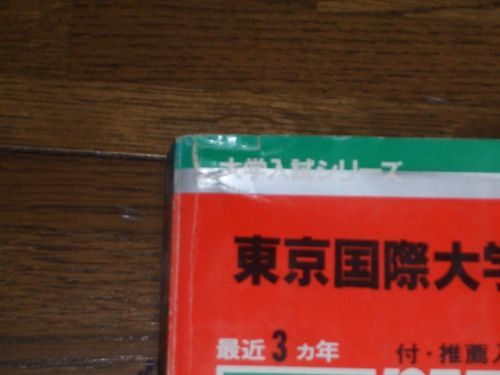 大学入試シリーズ
東京国際大学
最近3ヵ年
付・推薦入